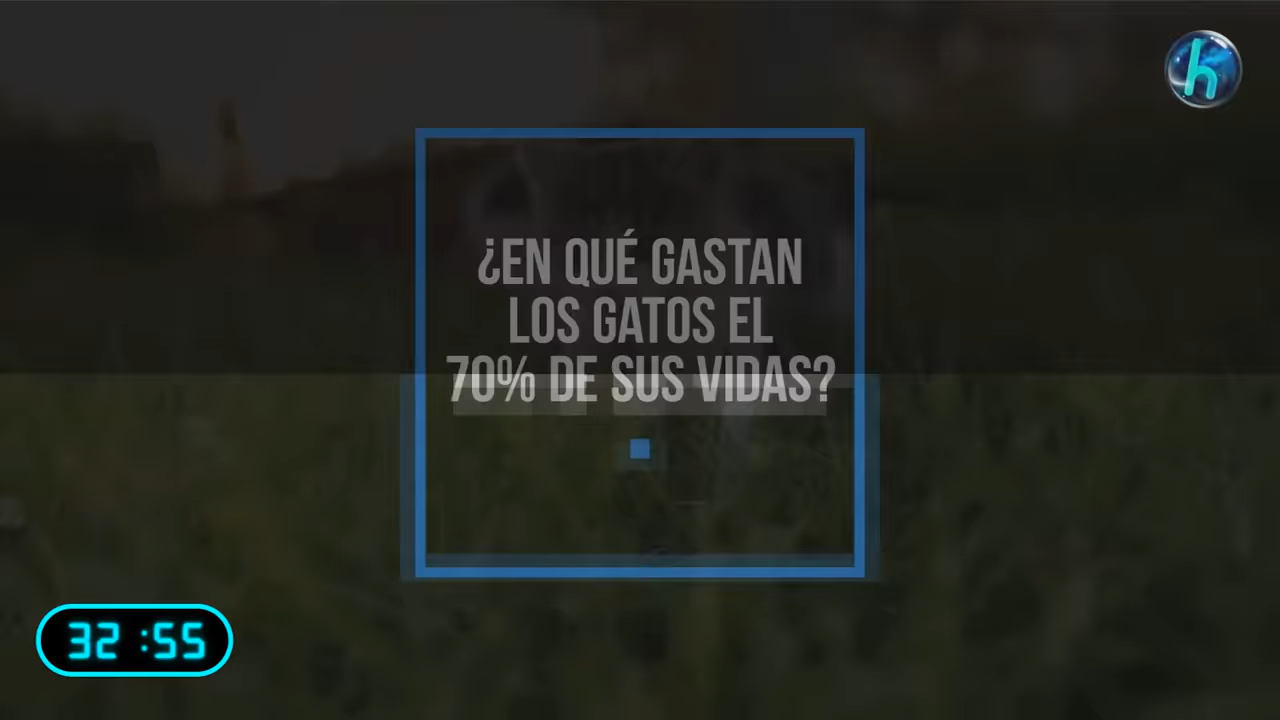 h
¿EN QUÉ GASTAN
LOS GATOS EL
70% DE SUS VIDAS?
32 :55